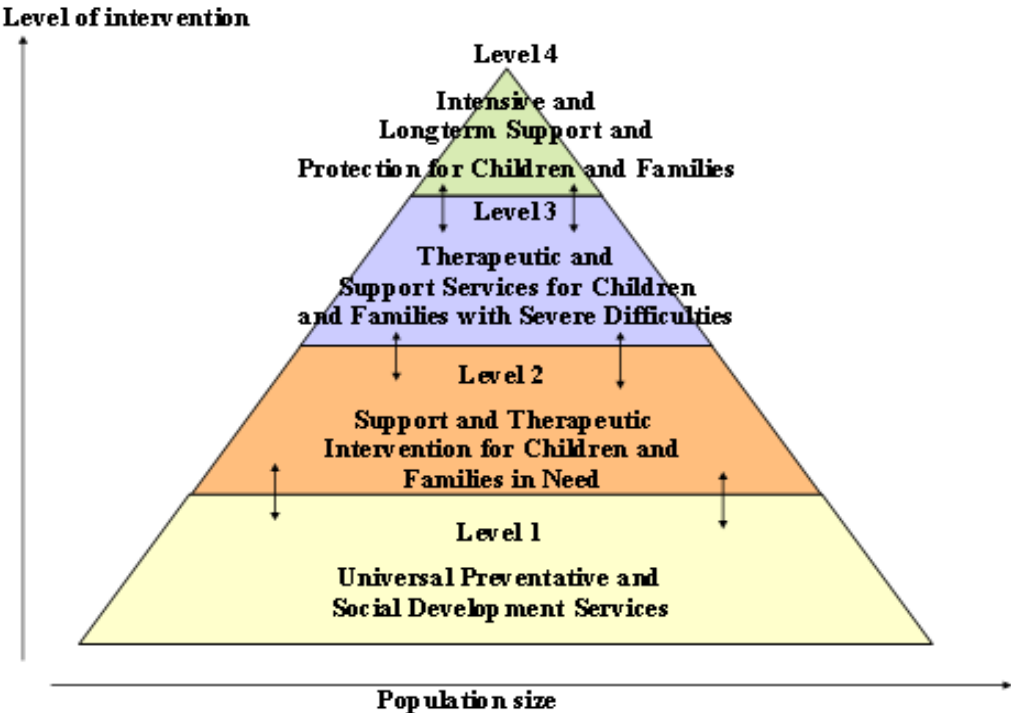 Level of intervention
Level 4
Intensive and
Longterm Support and
Protection for Children and Families
Level 3
Therapeutic and
Support Services for Children
and Families with Severe Difficulties
Level 2
Support and Therapeutic
Intervention for Children and
Families in Need
Level 1
Universal Preventative and
Social Development Services
Population size